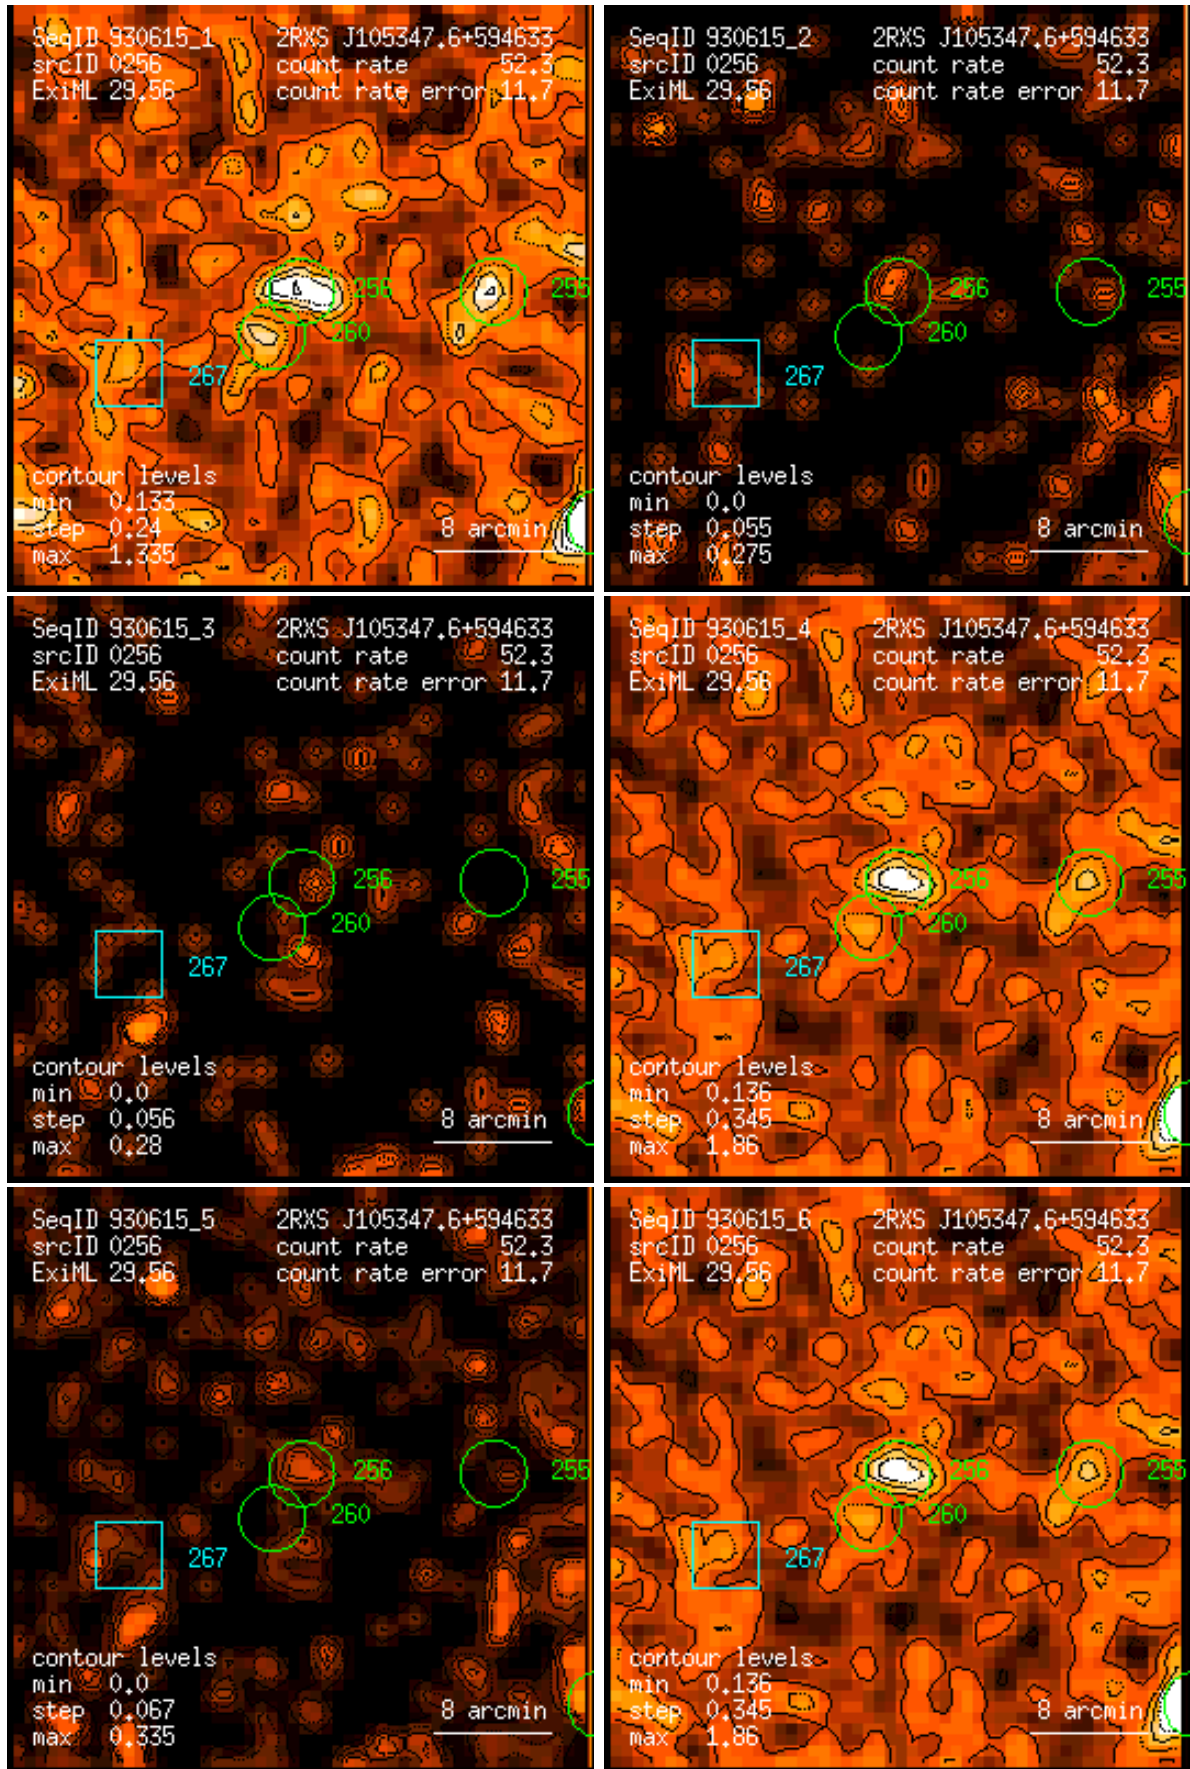 SeqID 930615_1 2RXS J105347.6+594633
srcID 0256 count rate 52.3
ExiML 29.56 count rate error 11.7
256
255
260
267
contour levels
min 0.133
step 0.24
max 1.335
8 arcmin
SeqID 930615_2 2RXS J105347.6+594633
srcID 0256 count rate 52.3
ExiML 29.56 count rate error 11.7
256
255
260
267
contour levels
min 0.0
step 0.055
max 0.275
8 arcmin
SeqID 930615_3 2RXS J105347.6+594633
srcID 0256 count rate 52.3
ExiML 29.56 count rate error 11.7
256
255
260
267
contour levels
min 0.0
step 0.056
max 0.28
8 arcmin
SeqID 930615_4 2RXS J105347.6+594633
srcID 0256 count rate 52.3
ExiML 29.56 count rate error 11.7
256
255
260
267
contour levels
min 0.136
step 0.345
max 1.86
8 arcmin
SeqID 930615_5 2RXS J105347.6+594633
srcID 0256 count rate 52.3
ExiML 29.56 count rate error 11.7
256
255
260
267
contour levels
min 0.0
step 0.067
max 0.335
8 arcmin
SeqID 930615_6 2RXS J105347.6+594633
srcID 0256 count rate 52.3
ExiML 29.56 count rate error 11.7
256
255
260
267
contour levels
min 0.136
step 0.345
max 1.86
8 arcmin